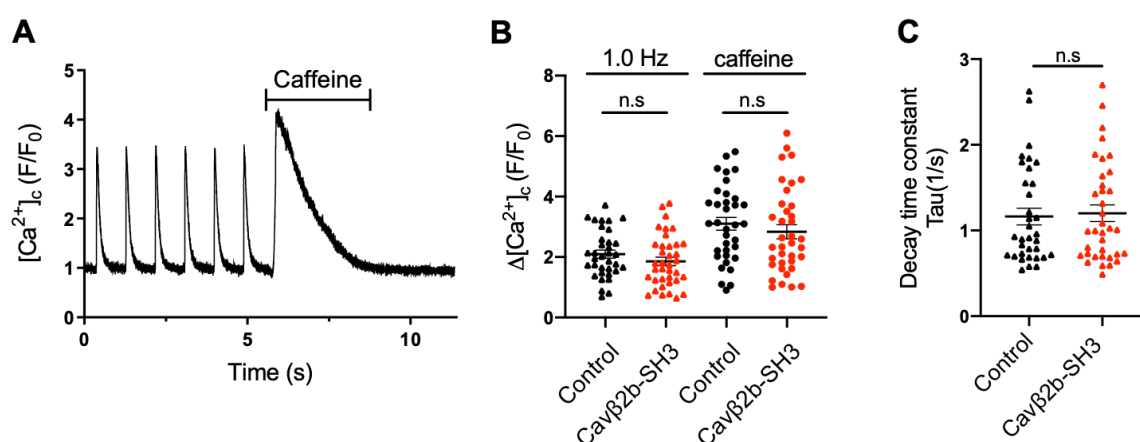 A
5
4
3
2
1
0
[Ca²⁺]c (F/F₀)
Caffeine
0
5
10
Time (s)
B
1.0 Hz
caffeine
n.s
n.s
8
6
4
2
0
Δ[Ca²⁺]c (F/F₀)
Control
Cavβ2b-SH3
Control
Cavβ2b-SH3
C
n.s
3
2
1
0
Decay time constant
Tau(1/s)
Control
Cavβ2b-SH3